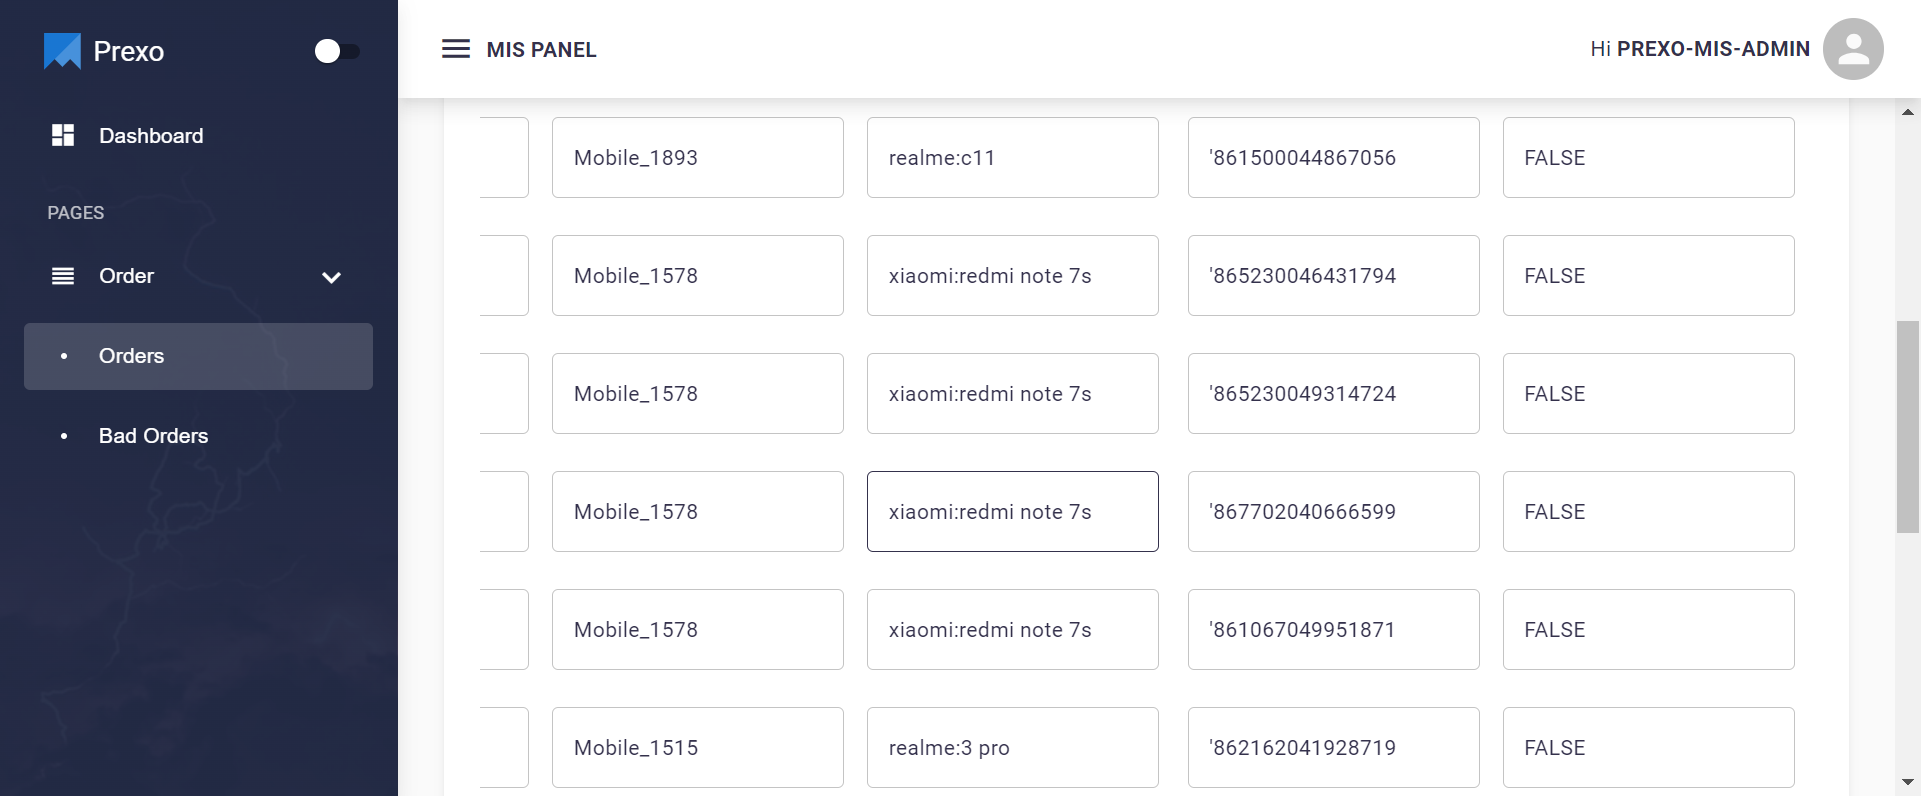 Prexo
MIS PANEL
Hi PREXO-MIS-ADMIN
Dashboard
PAGES
Order
Orders
Bad Orders
Mobile_1893 realme:c11 '861500044867056 FALSE
Mobile_1578 xiaomi:redmi note 7s '865230046431794 FALSE
Mobile_1578 xiaomi:redmi note 7s '865230049314724 FALSE
Mobile_1578 xiaomi:redmi note 7s '867702040666599 FALSE
Mobile_1578 xiaomi:redmi note 7s '861067049951871 FALSE
Mobile_1515 realme:3 pro '862162041928719 FALSE